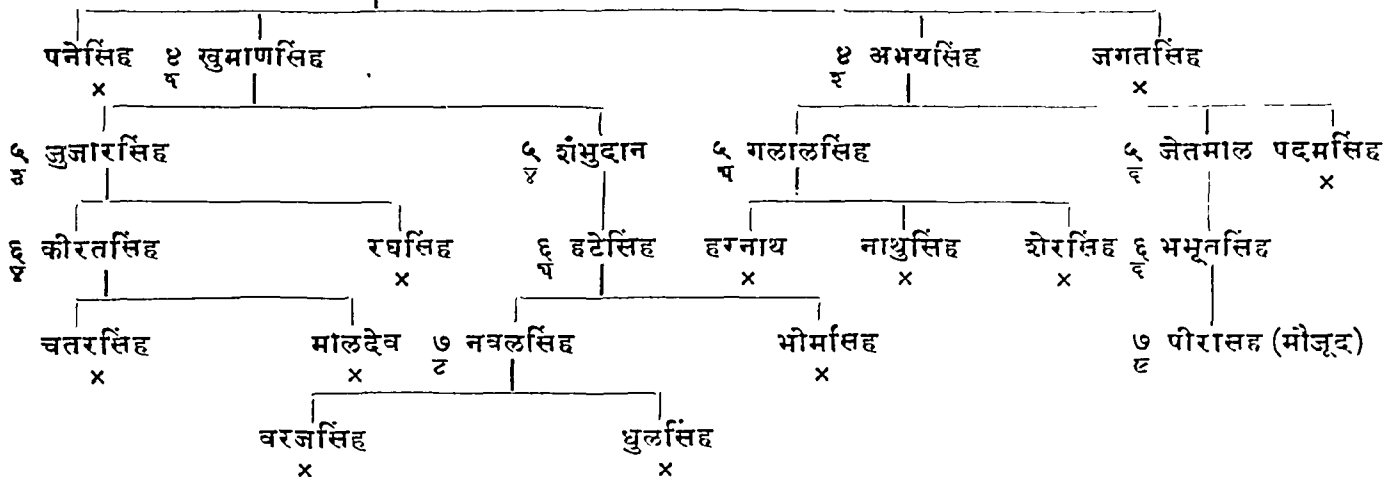 पनेसिंह ४ खुमाणसिंह ४ अभयसिंह जगतसिंह
× ×
५ जुजारसिंह ५ शंभुदान ५ गलालसिंह ५ जेतमाल पदमसिंह
×
६ कीरतसिंह रघसिंह ६ हटेसिंह हरनाथ नाथुसिंह शेरसिंह ६ भभूतसिंह
× × × ×
चतरसिंह मालदेव ७ नवलसिंह भीमसिंह ७ पीरासह (मौजूद)
× × ×
वरजसिंह धुलसिंह
× ×